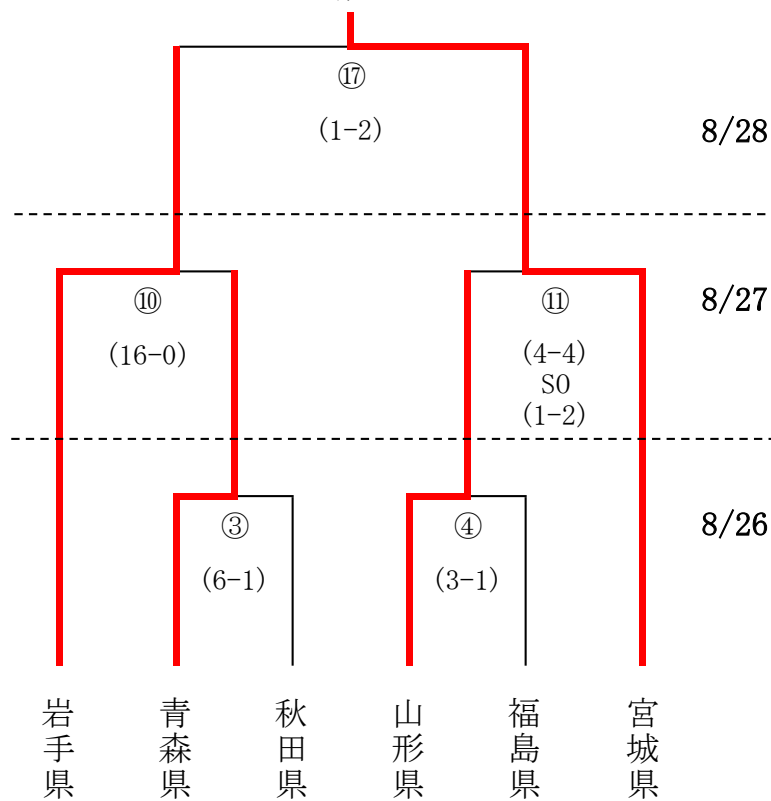 ⑰
(1-2)
8/28
⑩
⑪
8/27
(16-0)
(4-4)
SO
(1-2)
③
④
8/26
(6-1)
(3-1)
岩手県
青森県
秋田県
山形県
福島県
宮城県